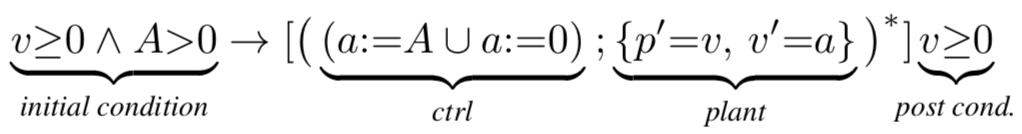 v≥0 ∧ A>0 → [( (a:=A ∪ a:=0) ; {p′=v, v′=a} )*] v≥0
initial condition ctrl plant post cond.